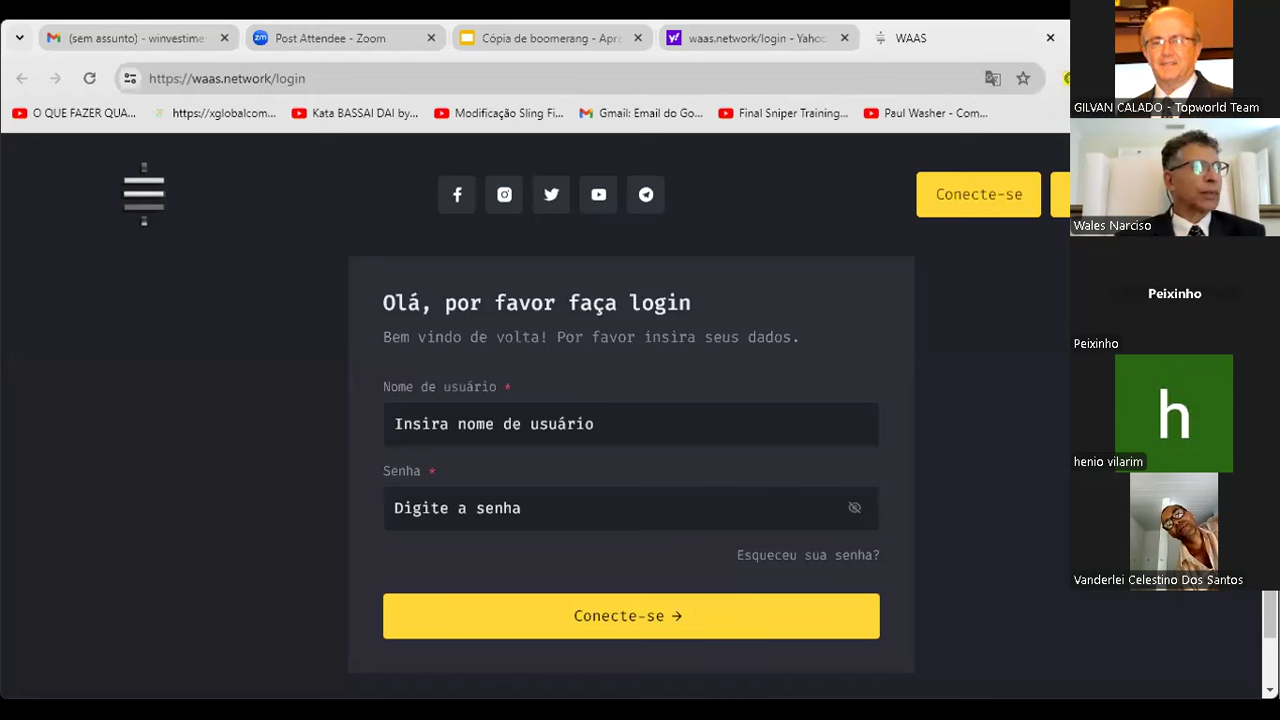 (sem assunto) - winvestime
Post Attendee - Zoom
Cópia de boomerang - Apre
waas.network/login - Yahoo
WAAS
https://waas.network/login
O QUE FAZER QUA...
https://xglobalcom...
Kata BASSAI DAI by...
Modificação Sling Fi...
Gmail: Email do Go...
Final Sniper Training...
Paul Washer - Com...
Conecte-se
Olá, por favor faça login
Bem vindo de volta! Por favor insira seus dados.
Nome de usuário *
Insira nome de usuário
Senha *
Digite a senha
Esqueceu sua senha?
Conecte-se →
GILVAN CALADO - Topworld Team
Wales Narciso
Peixinho
Peixinho
h
henio vilarim
Vanderlei Celestino Dos Santos